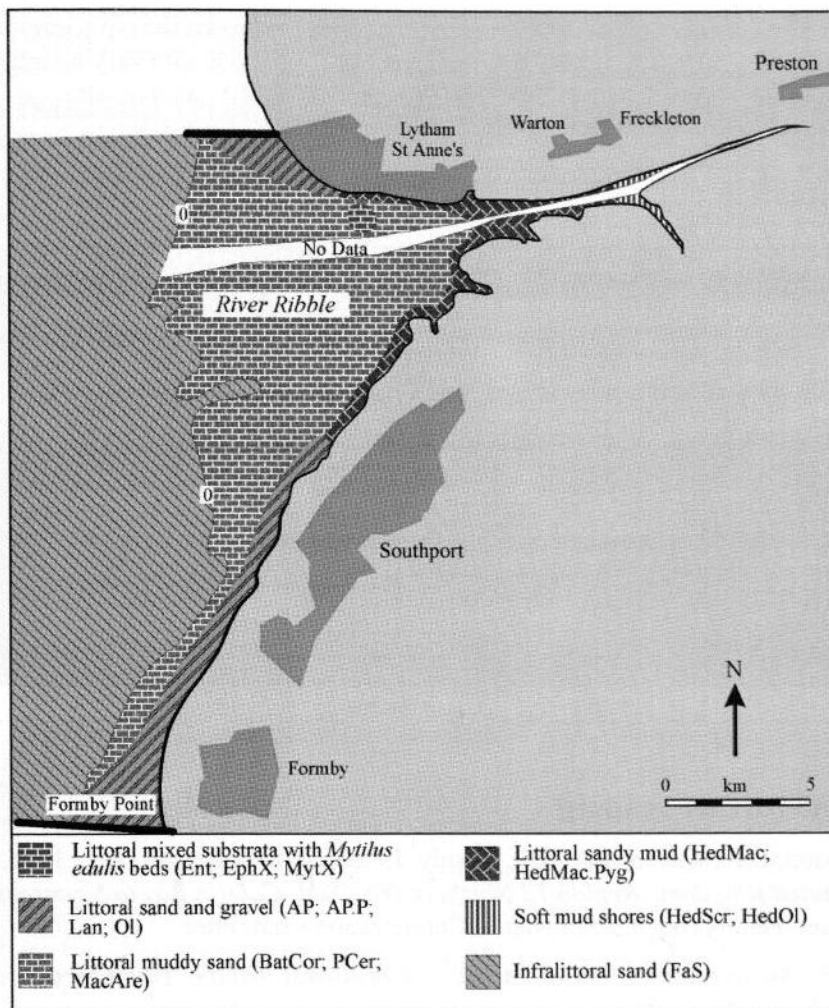 Preston
Lytham
St Anne's
Warton
Freckleton
0
No Data
River Ribble
0
Southport
N
Formby
0 km 5
Formby Point
Littoral mixed substrata with Mytilus
edulis beds (Ent; EphX; MytX)
Littoral sand and gravel (AP; AP.P;
Lan; Ol)
Littoral muddy sand (BatCor; PCer;
MacAre)
Littoral sandy mud (HedMac;
HedMac.Pyg)
Soft mud shores (HedScr; HedOl)
Infralittoral sand (FaS)